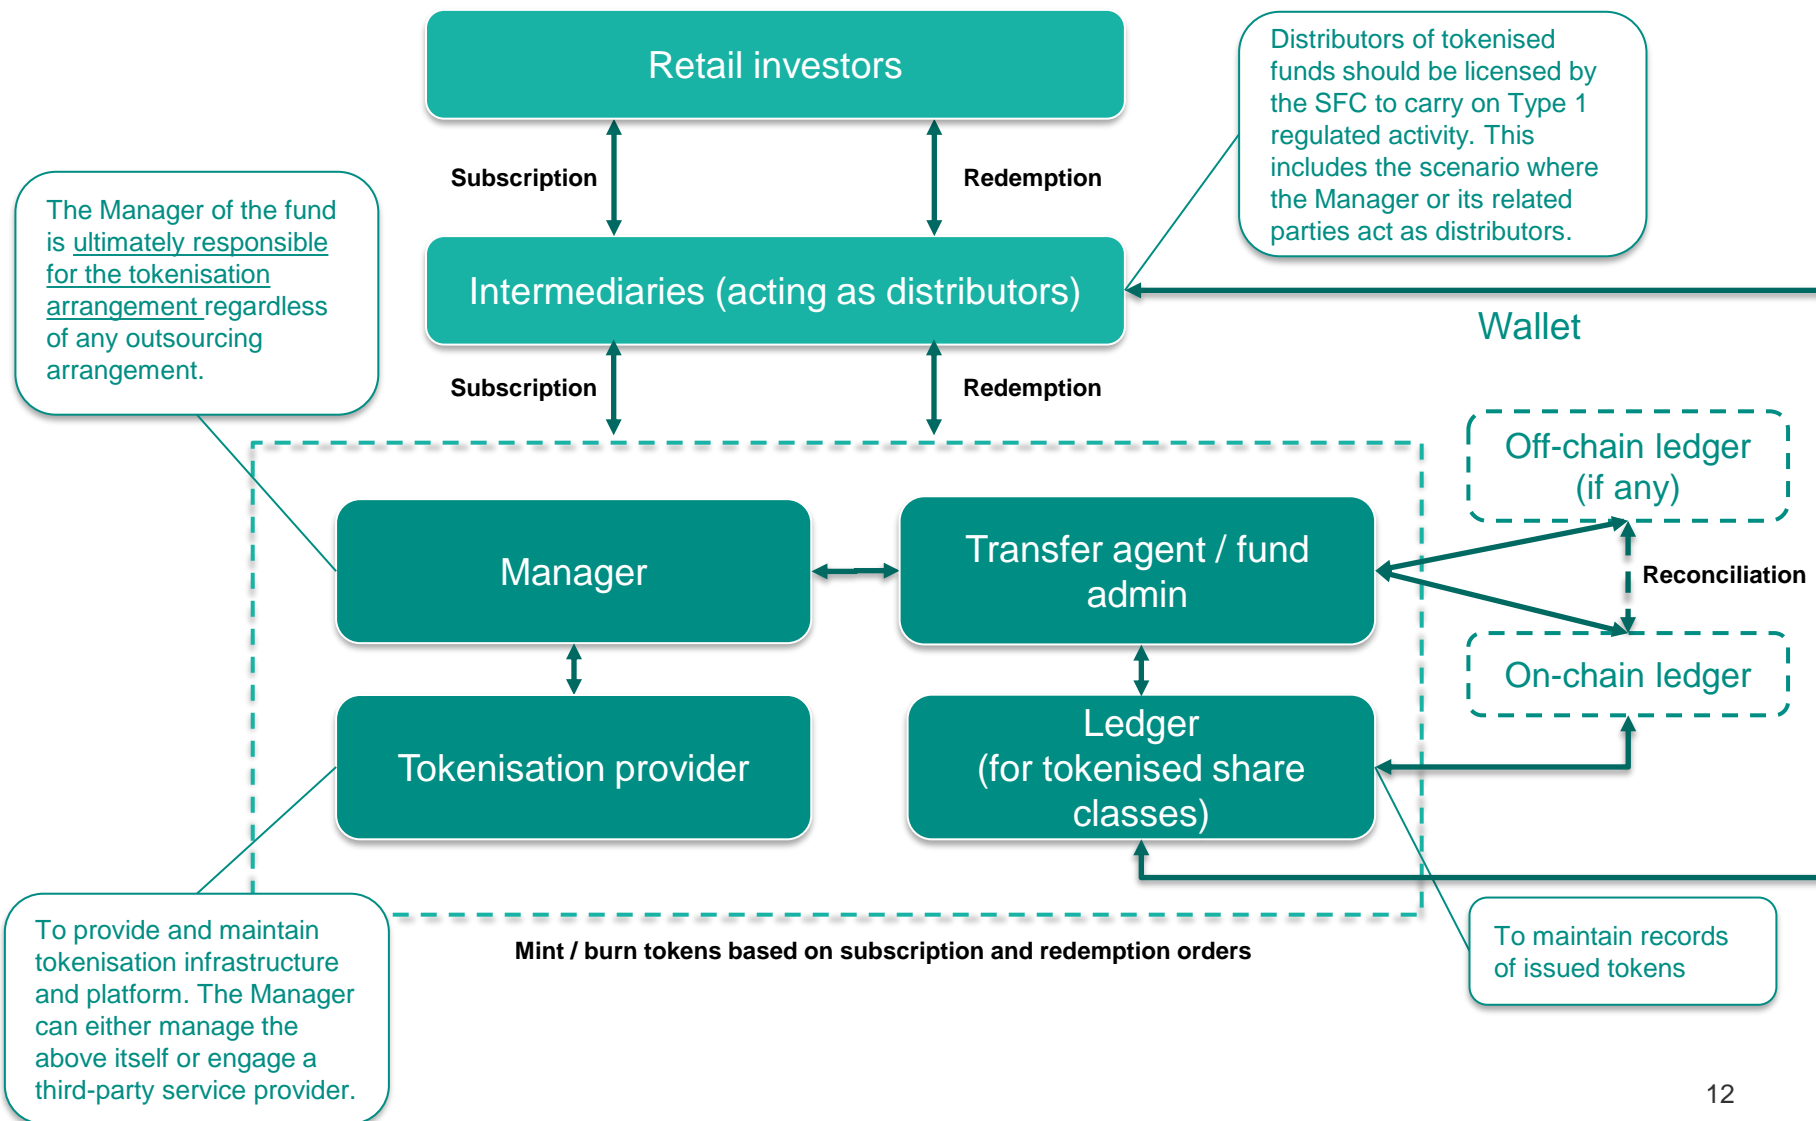 Retail investors
Distributors of tokenised
funds should be licensed by
the SFC to carry on Type 1
regulated activity. This
includes the scenario where
the Manager or its related
parties act as distributors.
Subscription
Redemption
The Manager of the fund
is ultimately responsible
for the tokenisation
arrangement regardless
of any outsourcing
arrangement.
Intermediaries (acting as distributors)
Wallet
Subscription
Redemption
Off-chain ledger
(if any)
Manager
Transfer agent / fund
admin
Reconciliation
On-chain ledger
Tokenisation provider
Ledger
(for tokenised share
classes)
To provide and maintain
tokenisation infrastructure
and platform. The Manager
can either manage the
above itself or engage a
third-party service provider.
Mint / burn tokens based on subscription and redemption orders
To maintain records
of issued tokens
12